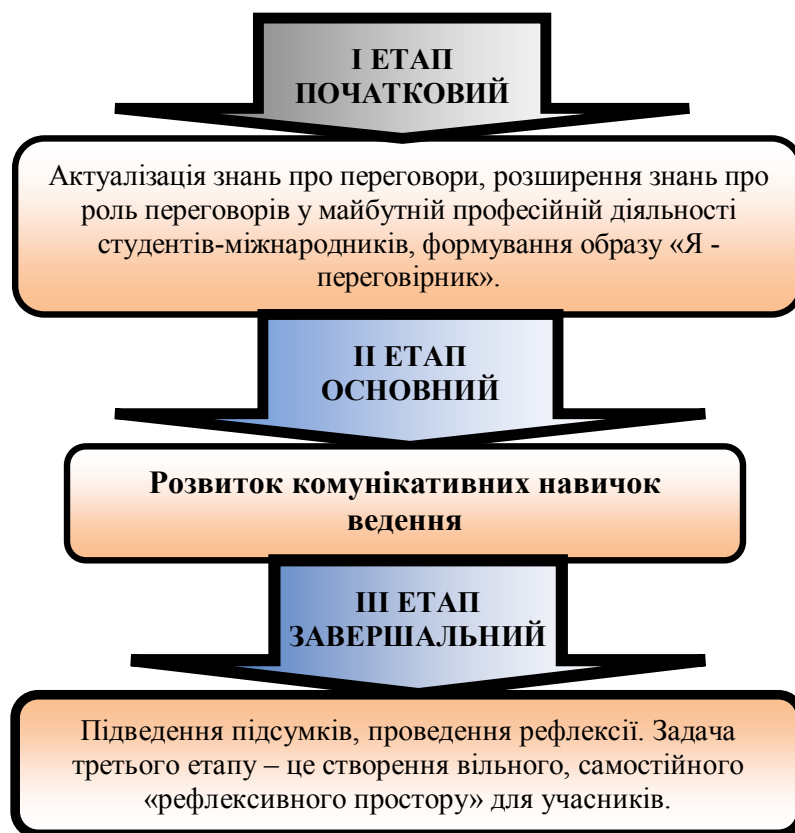 І ЕТАП
ПОЧАТКОВИЙ
Актуалізація знань про переговори, розширення знань про
роль переговорів у майбутній професійній діяльності
студентів-міжнародників, формування образу «Я -
переговірник».
ІІ ЕТАП
ОСНОВНИЙ
Розвиток комунікативних навичок
ведення
ІІІ ЕТАП
ЗАВЕРШАЛЬНИЙ
Підведення підсумків, проведення рефлексії. Задача
третього етапу – це створення вільного, самостійного
«рефлексивного простору» для учасників.